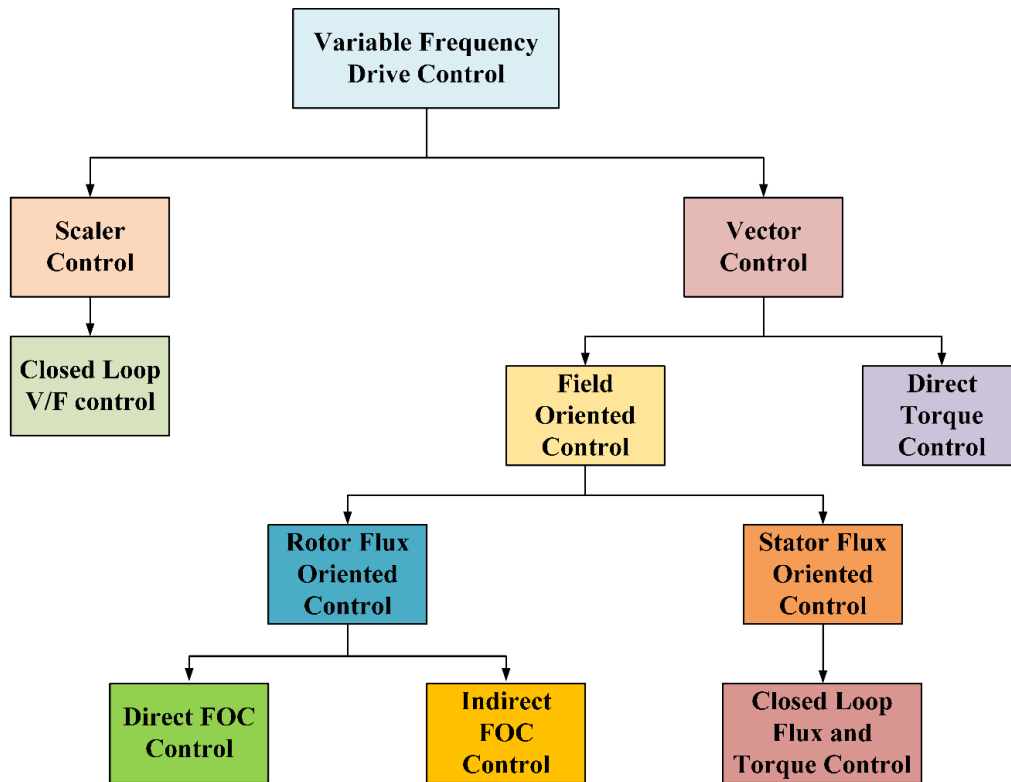 Variable Frequency
Drive Control
Scaler
Control
Vector
Control
Closed Loop
V/F control
Field
Oriented
Control
Direct
Torque
Control
Rotor Flux
Oriented
Control
Stator Flux
Oriented
Control
Direct FOC
Control
Indirect
FOC
Control
Closed Loop
Flux and
Torque Control